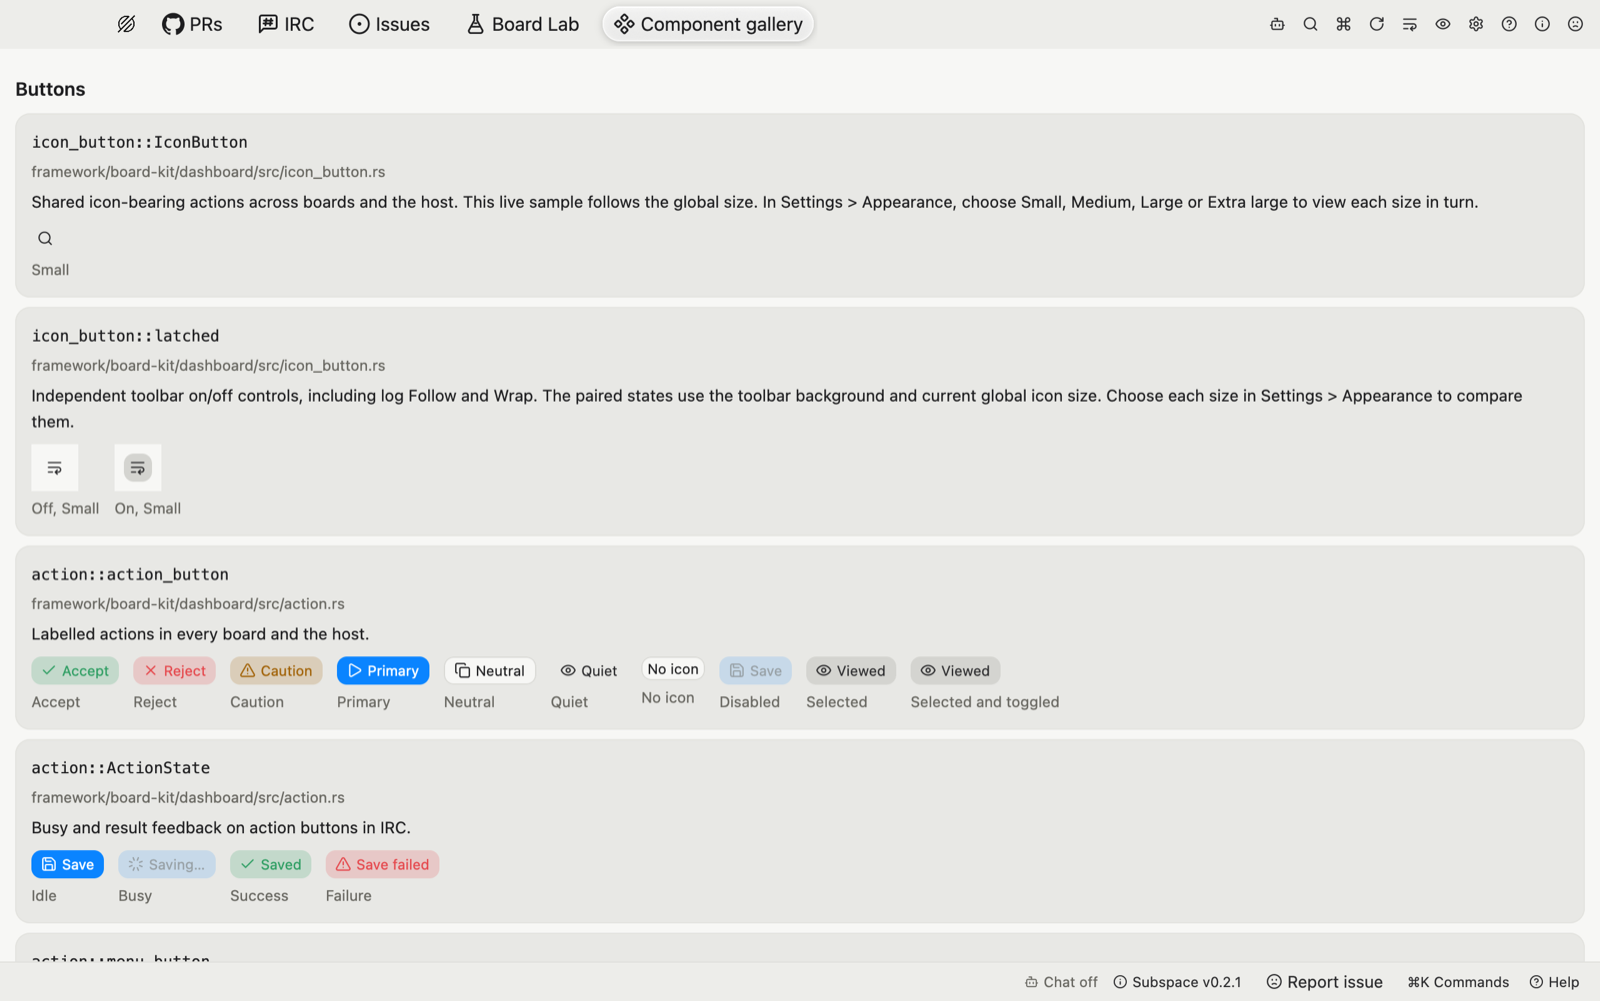 PRs IRC Issues Board Lab Component gallery
Buttons
icon_button::IconButton
framework/board-kit/dashboard/src/icon_button.rs
Shared icon-bearing actions across boards and the host. This live sample follows the global size. In Settings > Appearance, choose Small, Medium, Large or Extra large to view each size in turn.
Small
icon_button::latched
framework/board-kit/dashboard/src/icon_button.rs
Independent toolbar on/off controls, including log Follow and Wrap. The paired states use the toolbar background and current global icon size. Choose each size in Settings > Appearance to compare
them.
Off, Small On, Small
action::action_button
framework/board-kit/dashboard/src/action.rs
Labelled actions in every board and the host.
Accept Reject Caution Primary Neutral Quiet No icon Save Viewed Viewed
Accept Reject Caution Primary Neutral Quiet No icon Disabled Selected Selected and toggled
action::ActionState
framework/board-kit/dashboard/src/action.rs
Busy and result feedback on action buttons in IRC.
Save Saving... Saved Save failed
Idle Busy Success Failure
action::menu_button
Chat off Subspace v0.2.1 Report issue ⌘K Commands Help